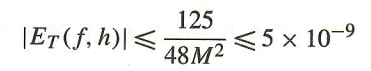 |E_T(f, h)| ≤ 125/48M² ≤ 5 × 10⁻⁹